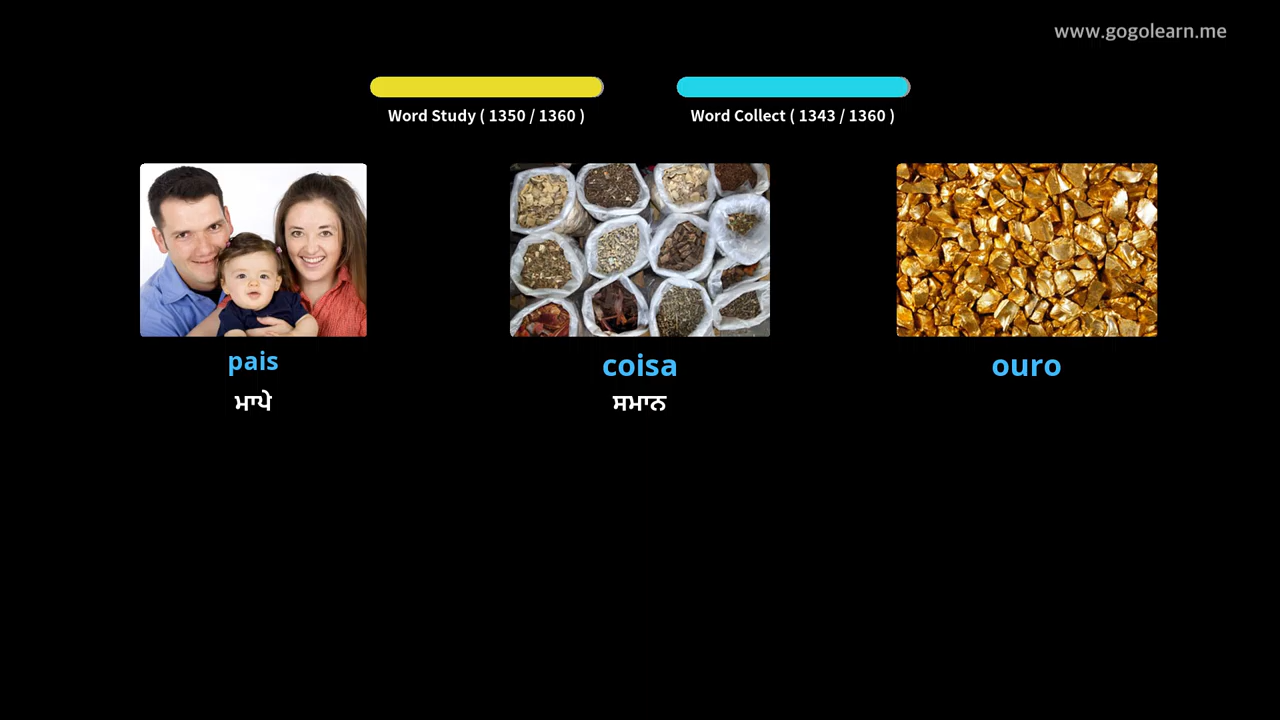 www.gogolearn.me
Word Study ( 1350 / 1360 )
Word Collect ( 1343 / 1360 )
pais
coisa
ouro
ਮਾਪੇ
ਸਮਾਨ